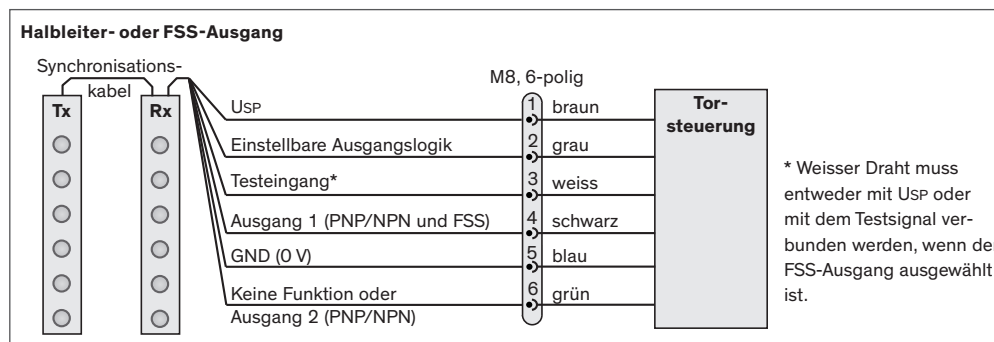 Halbleiter- oder FSS-Ausgang
Synchronisations-
kabel
Tx
Rx
M8, 6-polig
USP
1
braun
Einstellbare Ausgangslogik
2
grau
Testeingang*
3
weiss
Ausgang 1 (PNP/NPN und FSS)
4
schwarz
GND (0 V)
5
blau
Keine Funktion oder
Ausgang 2 (PNP/NPN)
6
grün
Tor-
steuerung
* Weisser Draht muss
entweder mit USP oder
mit dem Testsignal ver-
bunden werden, wenn de
FSS-Ausgang ausgewählt
ist.